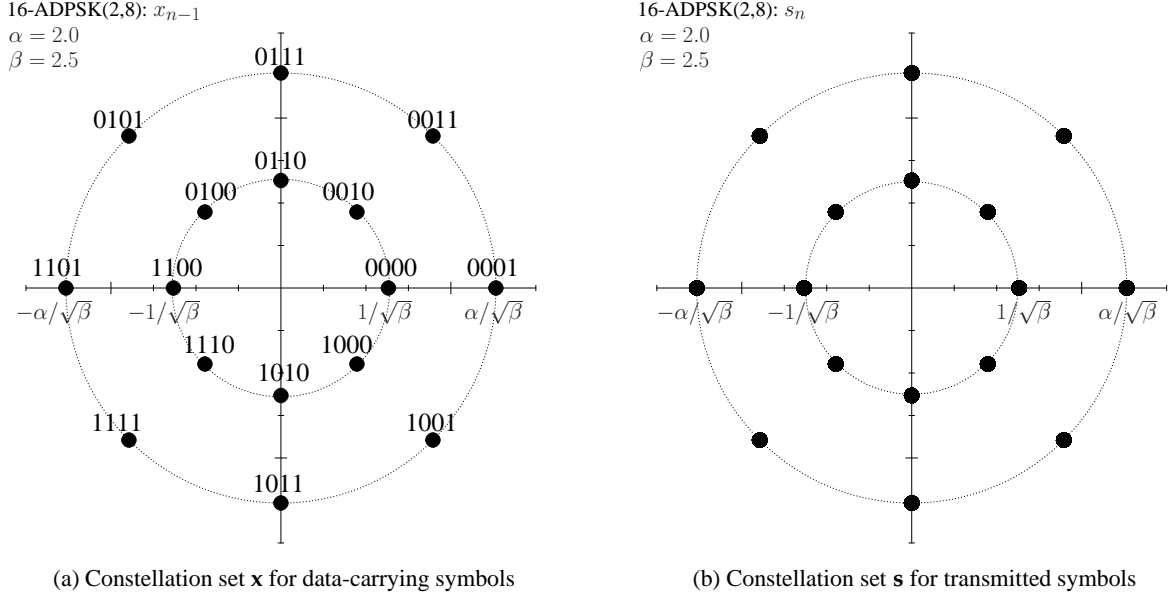 16-ADPSK(2,8): xₙ₋₁
α = 2.0
β = 2.5
0111
0101
0011
0110
0100
0010
1101
1100
0000
0001
−α/√β
−1/√β
1/√β
α/√β
1110
1000
1010
1111
1001
1011
(a) Constellation set x for data-carrying symbols
16-ADPSK(2,8): sₙ
α = 2.0
β = 2.5
−α/√β
−1/√β
1/√β
α/√β
(b) Constellation set s for transmitted symbols